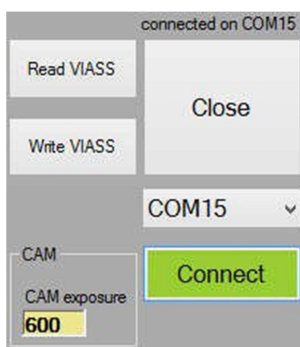 connected on COM15
Read VIASS
Close
Write VIASS
COM15
CAM
Connect
CAM exposure
600